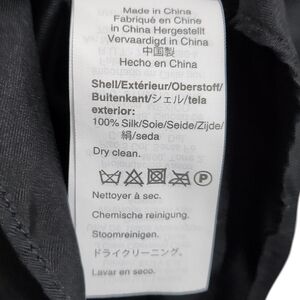 Made in China
Fabriqué en Chine
In China Hergestellt
Vervaardigd in China
中国製
Hecho en China
Shell/Extérieur/Oberstoff/
Buitenkant/シェル/tela
exterior:
100% Silk/Soie/Seide/Zijde/
絹/seda
Dry clean.
P
Nettoyer à sec.
Chemische reinigung.
Stoomreinigen.
ドライクリーニング。
Lavar en seco.